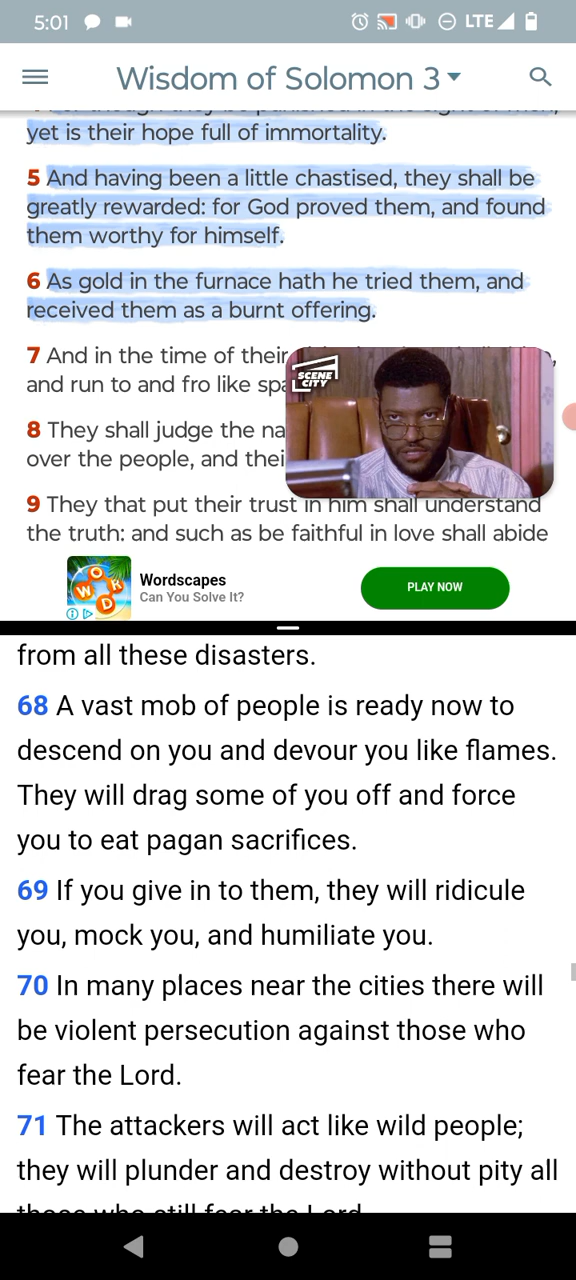 5:01 LTE
Wisdom of Solomon 3
yet is their hope full of immortality.
5 And having been a little chastised, they shall be
greatly rewarded: for God proved them, and found
them worthy for himself.
6 As gold in the furnace hath he tried them, and
received them as a burnt offering.
7 And in the time of their
and run to and fro like
SCENE
CITY
8 They shall judge the
over the people, and
9 They that put their trust in him shall understand
the truth: and such as be faithful in love shall abide
WORD
Wordscapes
Can You Solve It?
PLAY NOW
from all these disasters.
68 A vast mob of people is ready now to
descend on you and devour you like flames.
They will drag some of you off and force
you to eat pagan sacrifices.
69 If you give in to them, they will ridicule
you, mock you, and humiliate you.
70 In many places near the cities there will
be violent persecution against those who
fear the Lord.
71 The attackers will act like wild people;
they will plunder and destroy without pity all
those who still fear the Lord